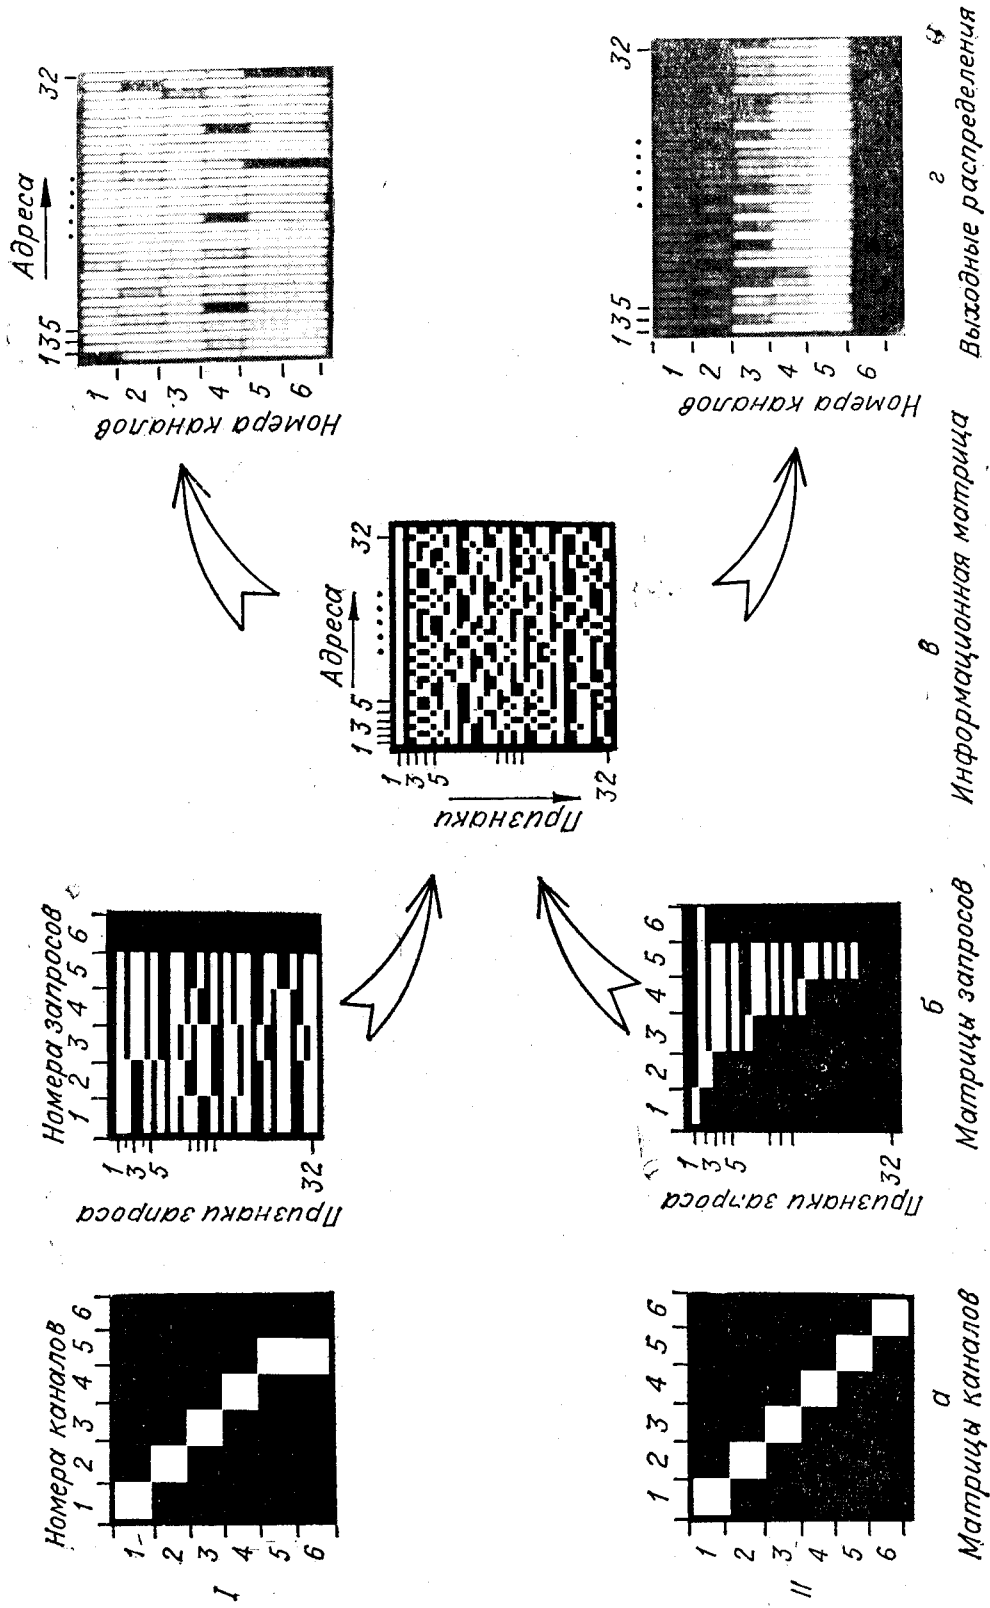 I
Номера каналов
1 2 3 4 5 6
1
2
3
4
5
6
Номера запросов
1 2 3 4 5 6
Признаки запроса
1
3
5
32
Адреса
1 3 5 ...... 32
Признаки
1
3
5
32
Адреса
1 3 5 ...... 32
Номера каналов
1
2
3
4
5
6
II
1 2 3 4 5 6
1
2
3
4
5
6
1 2 3 4 5 6
Признаки запроса
1
3
5
32
1 3 5 ..... 32
Номера каналов
1
2
3
4
5
6
а
Матрицы каналов
б
Матрицы запросов
в
Информационная матрица
г
Выходные распределения